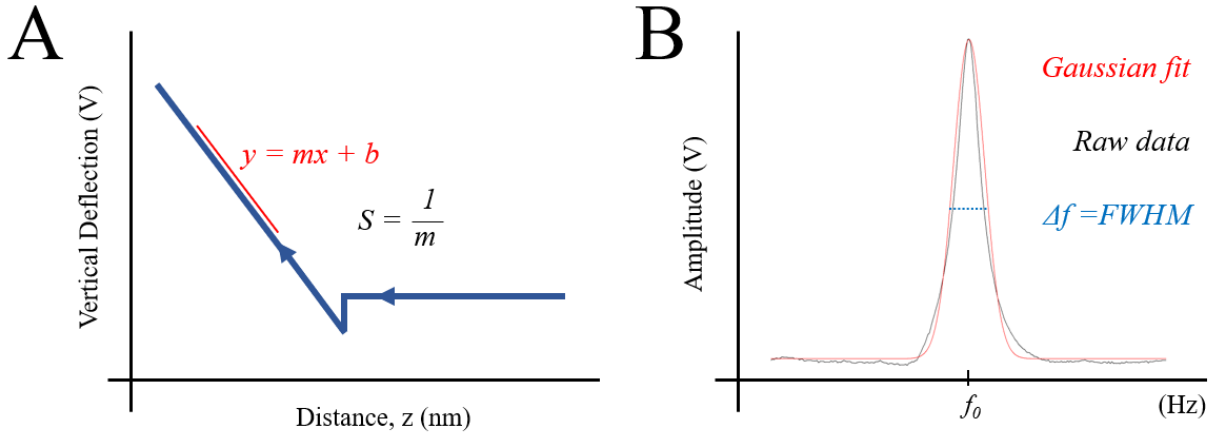 A
Vertical Deflection (V)
y = mx + b
S = 1/m
Distance, z (nm)
B
Amplitude (V)
Gaussian fit
Raw data
Δf =FWHM
f₀
(Hz)